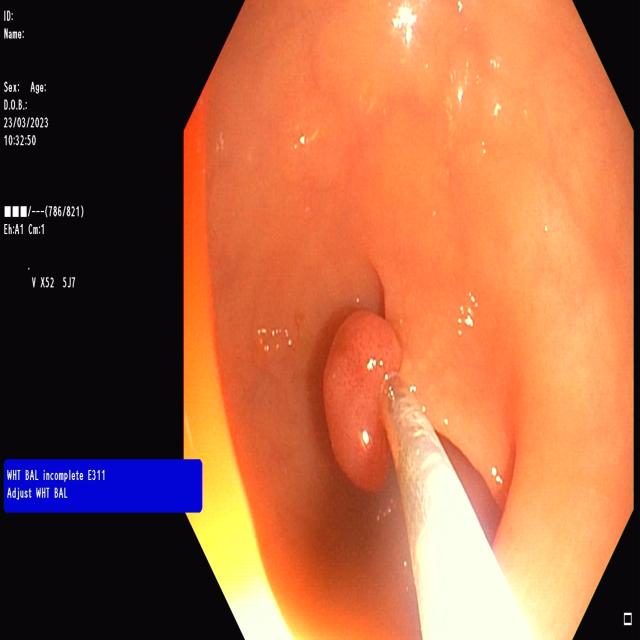 ID:
Name:
Sex: Age:
D.O.B.:
23/03/2023
10:32:50
■■■/---(786/821)
Eh:A1 Cm:1
V X52 5J7
WHT BAL incomplete E311
Adjust WHT BAL